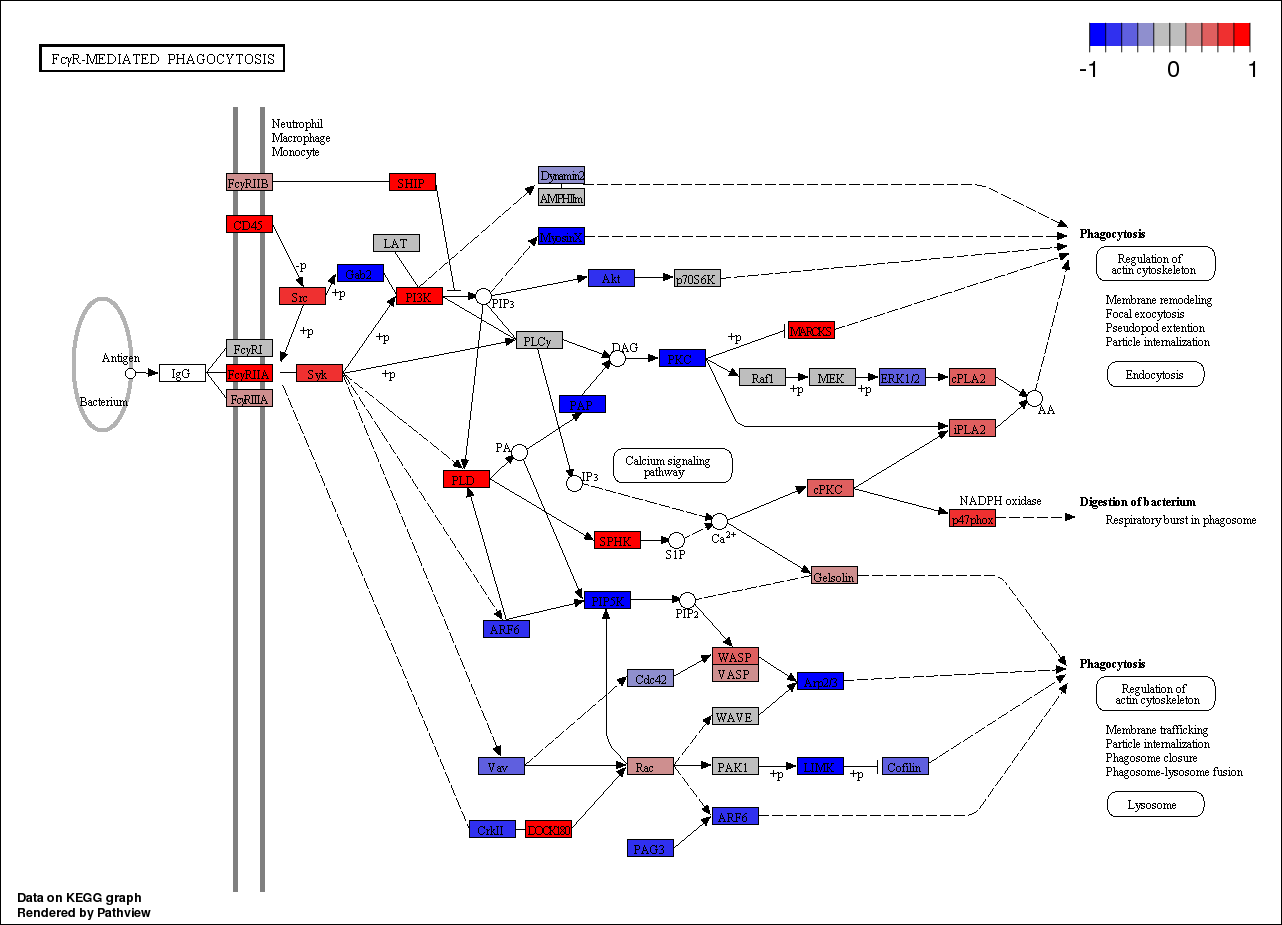 FcγR-MEDIATED PHAGOCYTOSIS
-1 0 1
Neutrophil
Macrophage
Monocyte
FcγRIIB
SHIP
Dynamin2
AMPHIIm
CD45
LAT
MyosinX
Phagocytosis
Regulation of
actin cytoskeleton
-p
Gab2
Akt
p70S6K
Src
+p
PI3K
PIP3
Membrane remodeling
Focal exocytosis
Pseudopod extention
Particle internalization
+p
+p
PLCγ
+p
MARCKS
FcγRI
DAG
PKC
Antigen
IgG
FcγRIIA
Syk
+p
Raf1
+p
MEK
+p
ERK1/2
cPLA2
Endocytosis
Bacterium
FcγRIIIA
AA
iPLA2
PA
Calcium signaling
pathway
PLD
IP3
cPKC
NADPH oxidase
Digestion of bacterium
p47phox
Respiratory burst in phagosome
SPHK
S1P
Ca2+
Gelsolin
PIP2
ARF6
WASP
VASP
Phagocytosis
Cdc42
Arp2/3
Regulation of
actin cytoskeleton
WAVE
Membrane trafficking
Particle internalization
Phagosome closure
Phagosome-lysosome fusion
Vav
Rac
PAK1
+p
LIMK
+p
Cofilin
Lysosome
CrkII
DOCK180
ARF6
PAG3
Data on KEGG graph
Rendered by Pathview